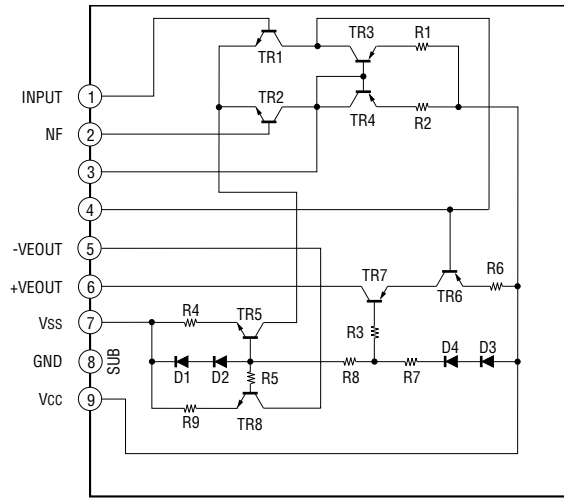 TR3
R1
TR1
INPUT 1
TR2
TR4
R2
NF 2
3
4
-VEOUT 5
TR7
R6
+VEOUT 6
TR6
R4
TR5
Vss 7
R3
D4
D3
GND 8 SUB
D1
D2
R5
R8
R7
Vcc 9
R9
TR8